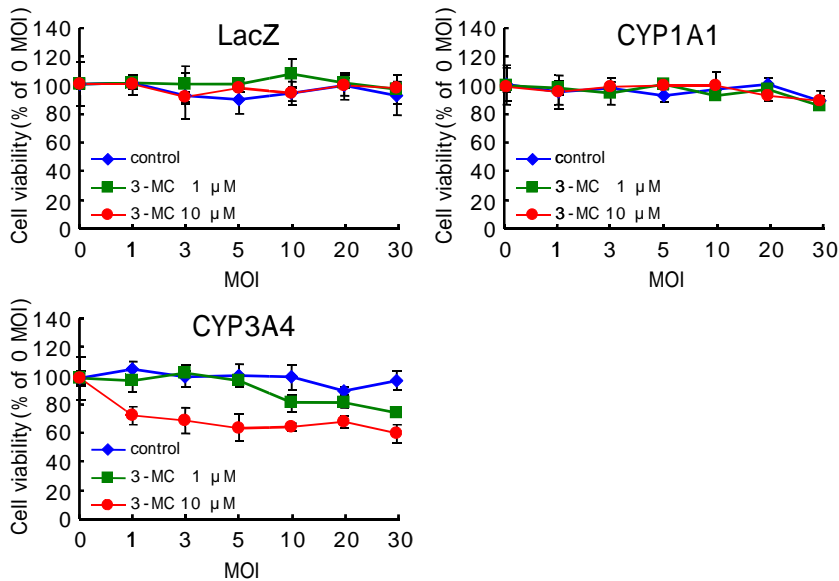 LacZ
Cell viability (% of 0 MOI)
140
120
100
80
60
40
20
0
control
3-MC 1 µM
3-MC 10 µM
0 1 3 5 10 20 30
MOI
CYP1A1
Cell viability (% of 0 MOI)
140
120
100
80
60
40
20
0
control
3-MC 1 µM
3-MC 10 µM
0 1 3 5 10 20 30
MOI
CYP3A4
Cell viability (% of 0 MOI)
140
120
100
80
60
40
20
0
control
3-MC 1 µM
3-MC 10 µM
0 1 3 5 10 20 30
MOI